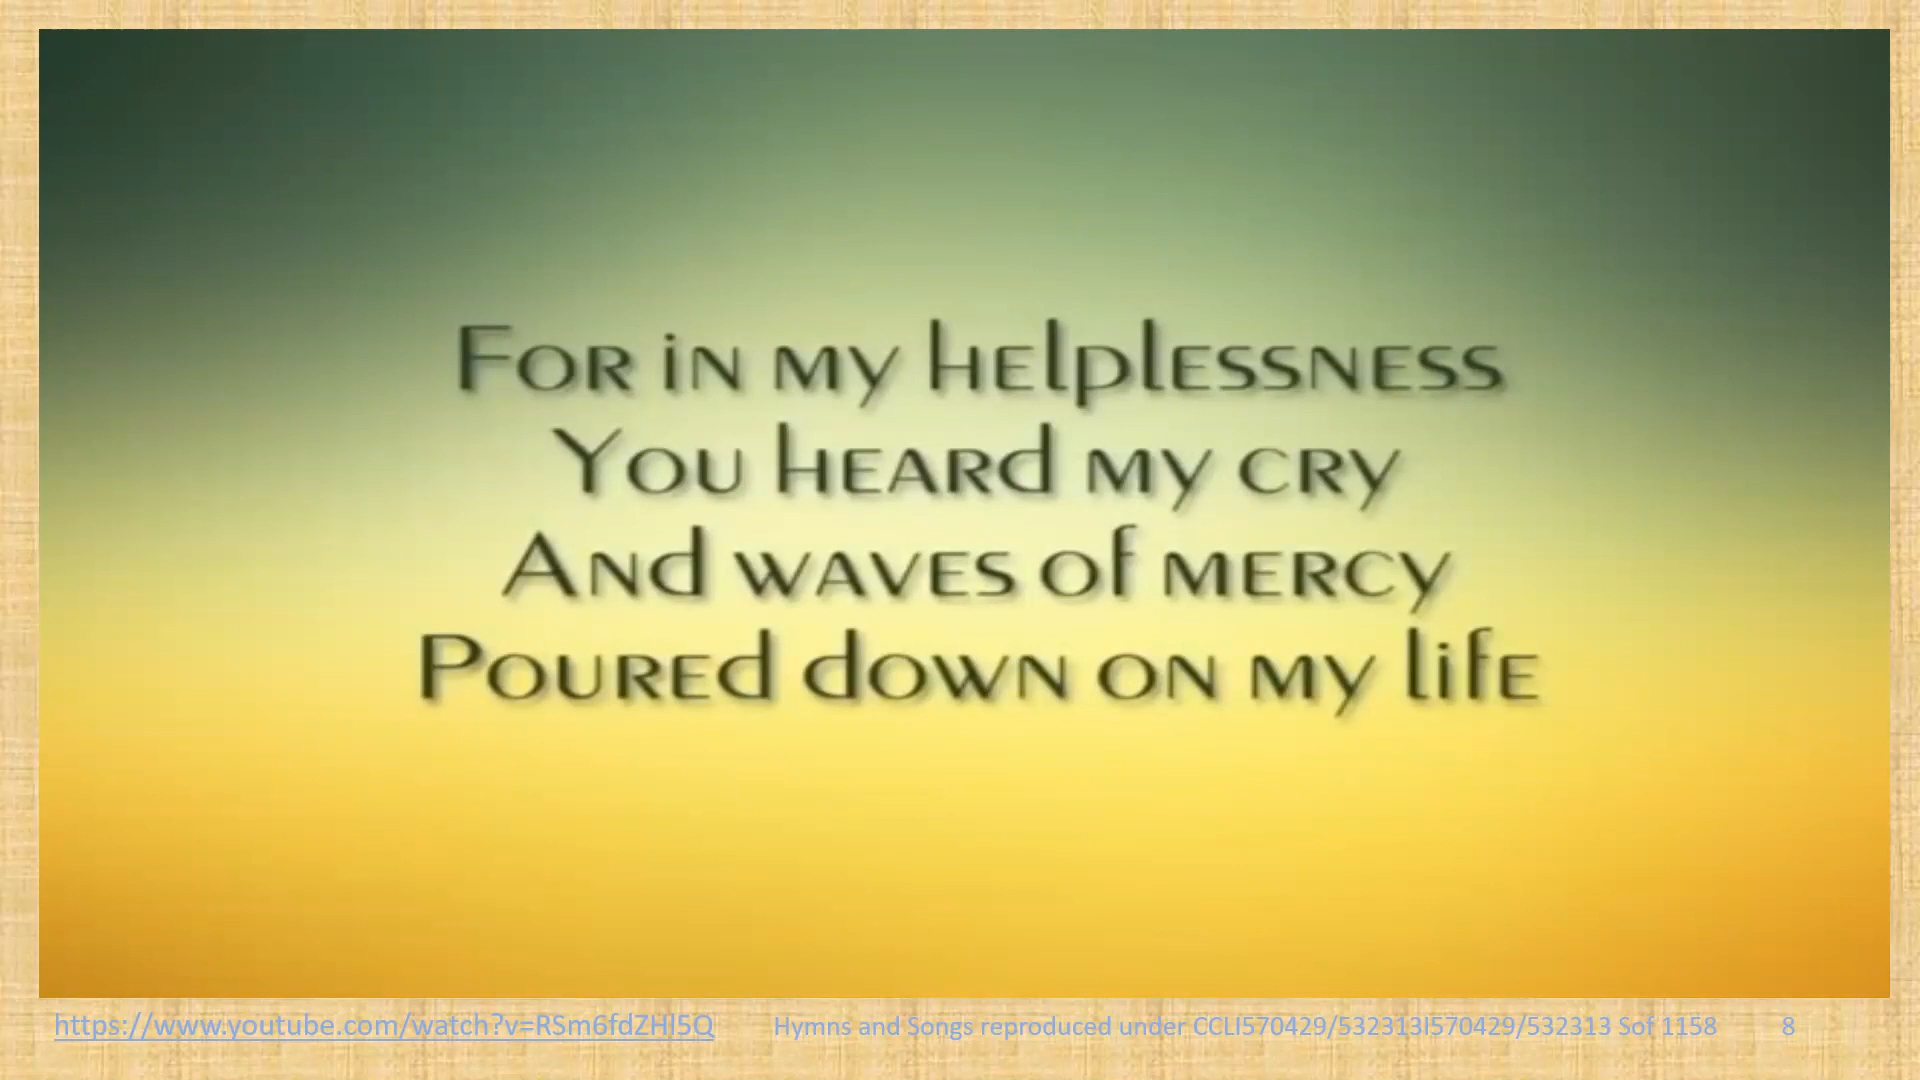 For in my helplessness
You heard my cry
And waves of mercy
Poured down on my life
https://www.youtube.com/watch?v=RSm6fdZHl5Q Hymns and Songs reproduced under CCLI570429/532313I570429/532313 Sof 1158 8